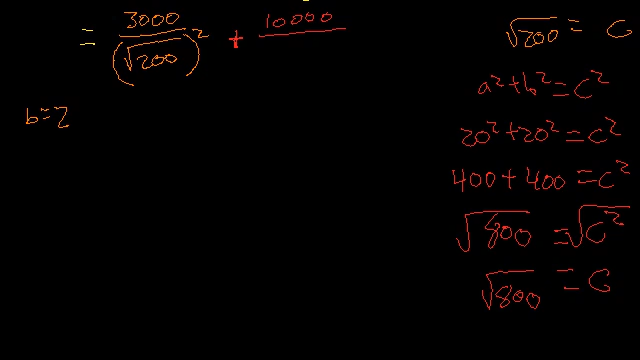 = 3000/(√200)² + 10000/
b=2
√200 = C
a²+b²=C²
20²+20²=C²
400+400=C²
√800=√C²
√800 = C